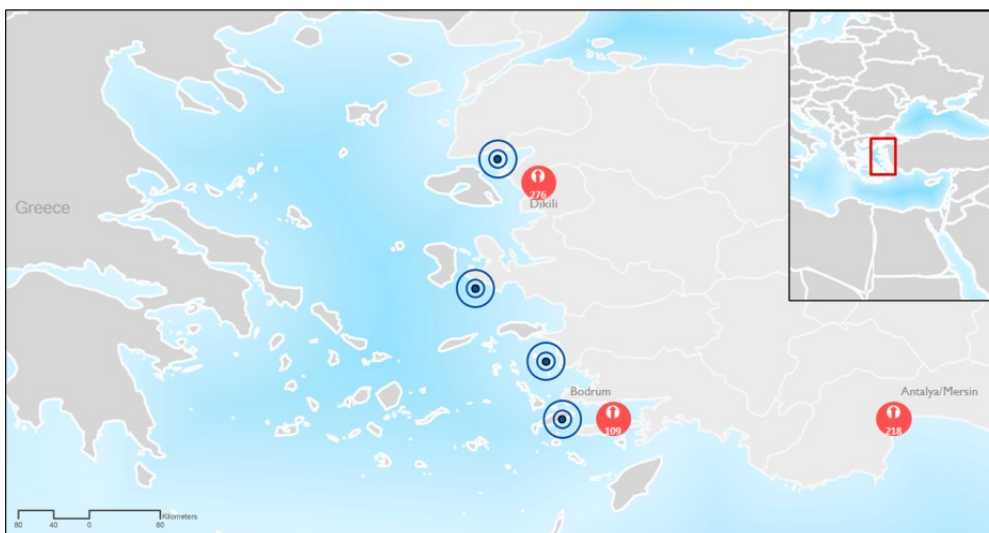 276
Dikili
Greece
Bodrum
Antalya/Mersin
109
218
Kilometers
80 40 0 80